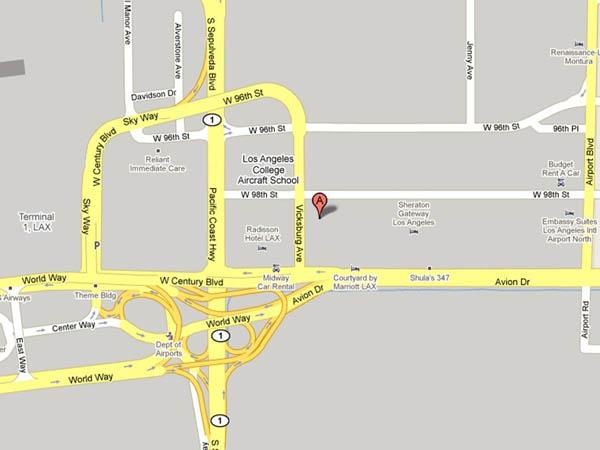 l Manor Ave
Alverstone Ave
S Sepulveda Blvd
Jenny Ave
Renaissance-L
Montura
Davidson Dr
Sky Way
W 96th St
1
W 96th St
W 96th St
W 96th St
96th Pl
Airport Blvd
W Century Blvd
Reliant
Immediate Care
Los Angeles
College
Aircraft School
Budget
Rent A Car
W 98th St
W 98th St
A
Sky Way
Pacific Coast Hwy
Vicksburg Ave
Terminal
1, LAX
P
Radisson
Hotel LAX
Sheraton
Gateway
Los Angeles
Embassy Suites
Los Angeles Intl
Airport North
World Way
W Century Blvd
Midway
Car Rental
Courtyard by
Marriott LAX
Shula's 347
Avion Dr
Airways
Theme Bldg
Avion Dr
Airport Rd
Center Way
World Way
1
East Way
Dept of
Airports
World Way
1
S S